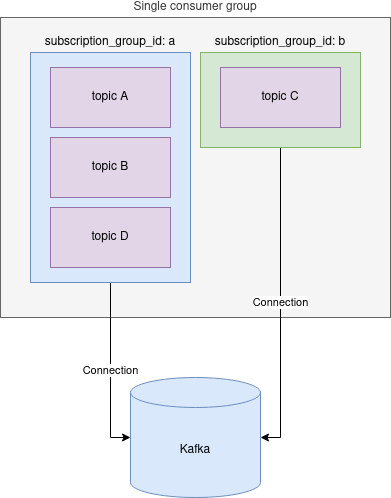 Single consumer group
subscription_group_id: a
subscription_group_id: b
topic A
topic C
topic B
topic D
Connection
Connection
Kafka